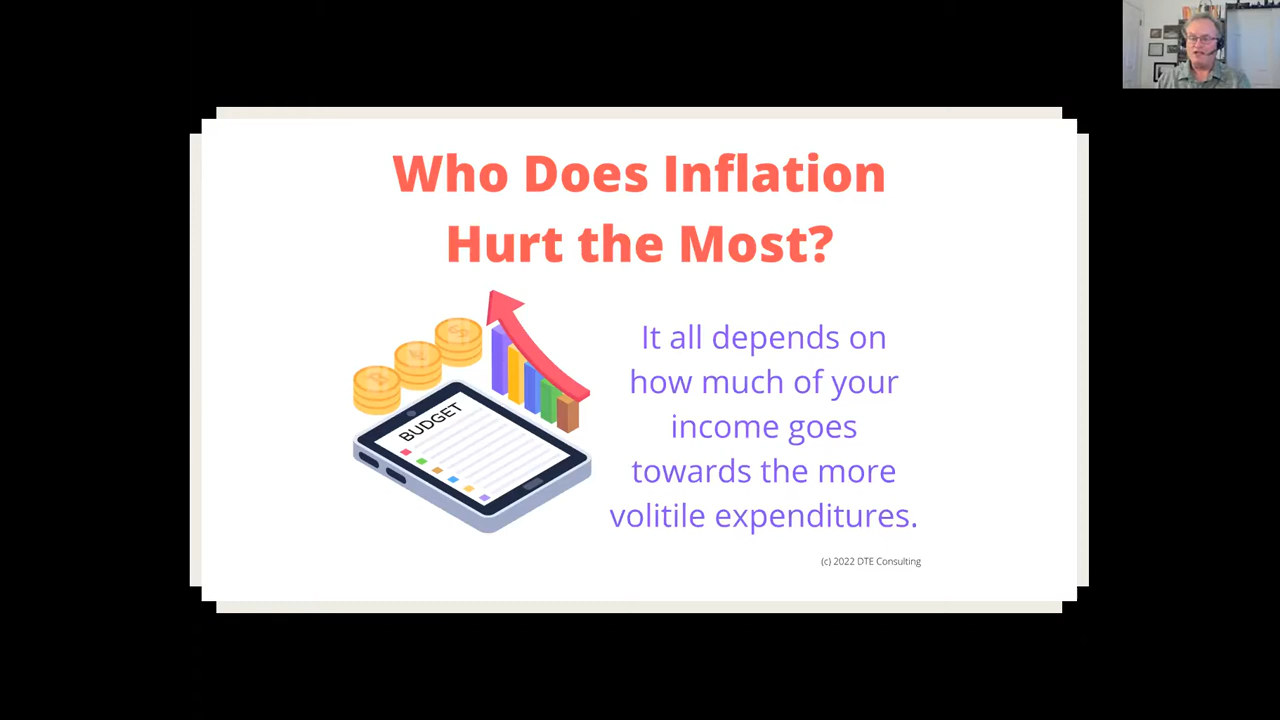 Who Does Inflation
Hurt the Most?
BUDGET
It all depends on
how much of your
income goes
towards the more
volitile expenditures.
(c) 2022 DTE Consulting